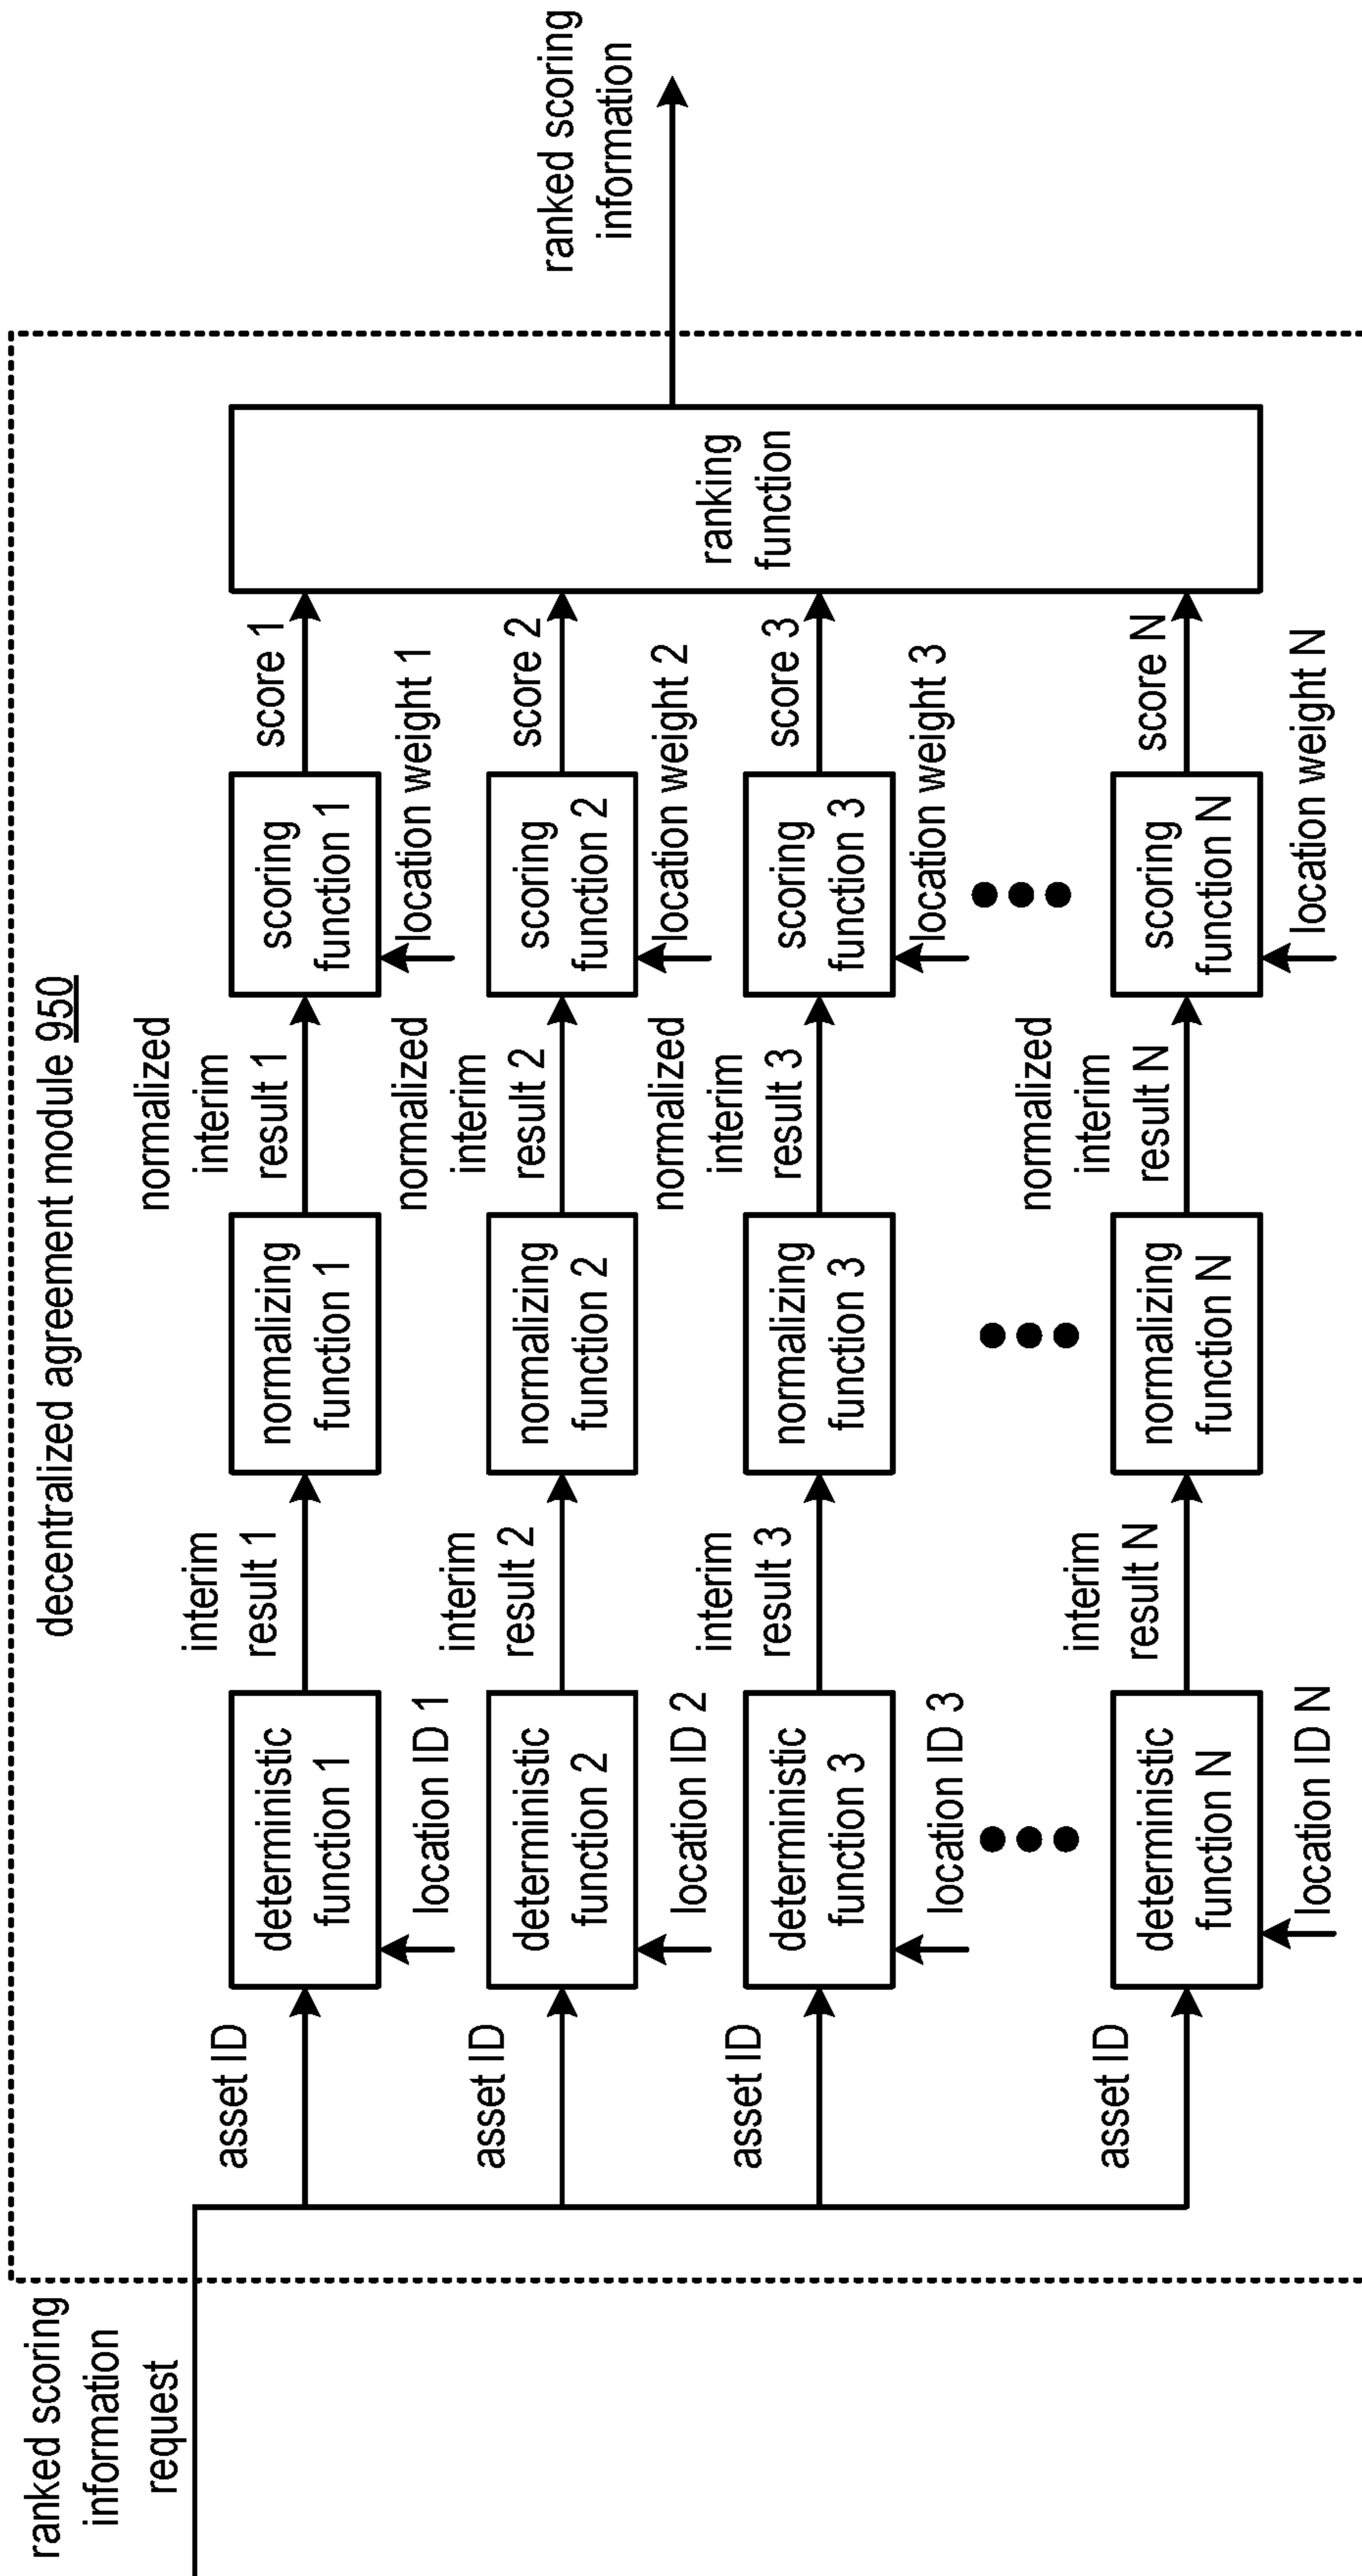 decentralized agreement module 950
ranked scoring
information
request
asset ID
deterministic
function 1
location ID 1
interim
result 1
normalizing
function 1
normalized
interim
result 1
scoring
function 1
location weight 1
score 1
asset ID
deterministic
function 2
location ID 2
interim
result 2
normalizing
function 2
normalized
interim
result 2
scoring
function 2
location weight 2
score 2
asset ID
deterministic
function 3
location ID 3
interim
result 3
normalizing
function 3
normalized
interim
result 3
scoring
function 3
location weight 3
score 3
asset ID
deterministic
function N
location ID N
interim
result N
normalizing
function N
normalized
interim
result N
scoring
function N
location weight N
score N
ranking
function
ranked scoring
information